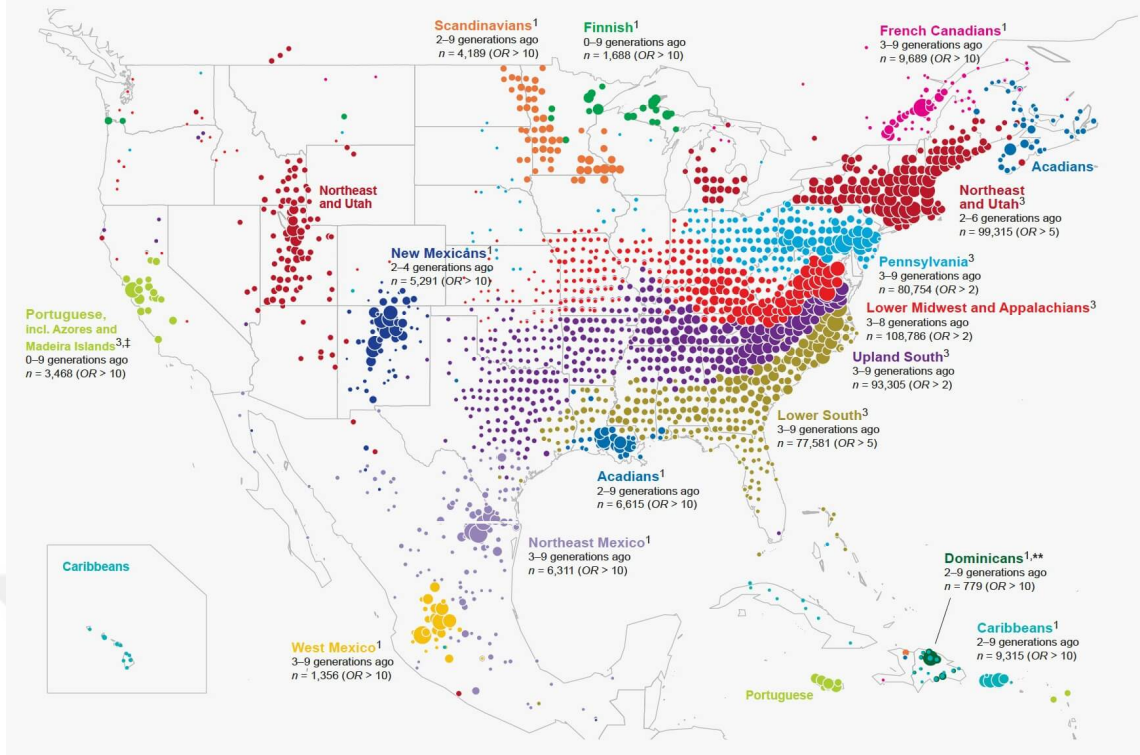 Scandinavians1
2–9 generations ago
n = 4,189 (OR > 10)
Finnish1
0–9 generations ago
n = 1,688 (OR > 10)
French Canadians1
3–9 generations ago
n = 9,689 (OR > 10)
Acadians
Northeast
and Utah
Northeast
and Utah3
2–6 generations ago
n = 99,315 (OR > 5)
New Mexicans1
2–4 generations ago
n = 5,291 (OR > 10)
Pennsylvania3
3–9 generations ago
n = 80,754 (OR > 2)
Portuguese,
incl. Azores and
Madeira Islands3,‡
0–9 generations ago
n = 3,468 (OR > 10)
Lower Midwest and Appalachians3
3–8 generations ago
n = 108,786 (OR > 2)
Upland South3
3–9 generations ago
n = 93,305 (OR > 2)
Lower South3
3–9 generations ago
n = 77,581 (OR > 5)
Acadians1
2–9 generations ago
n = 6,615 (OR > 10)
Northeast Mexico1
3–9 generations ago
n = 6,311 (OR > 10)
Caribbeans
Dominicans1,**
2–9 generations ago
n = 779 (OR > 10)
Caribbeans1
2–9 generations ago
n = 9,315 (OR > 10)
West Mexico1
3–9 generations ago
n = 1,356 (OR > 10)
Portuguese